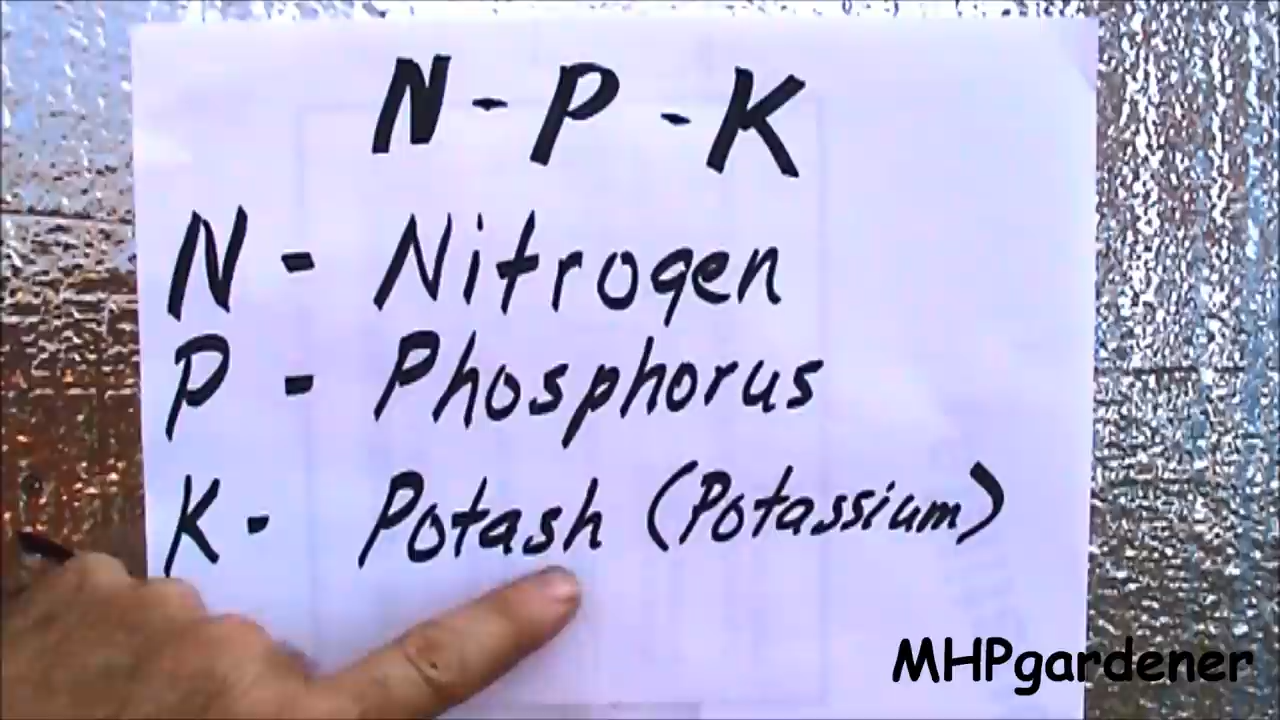 N-P-K
N- Nitrogen
P- Phosphorus
K- Potash (Potassium)
MHPgardener